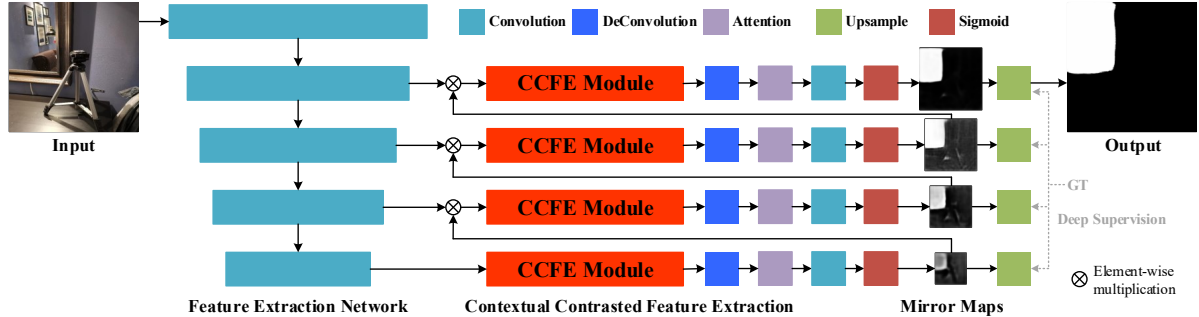 Convolution
DeConvolution
Attention
Upsample
Sigmoid
CCFE Module
CCFE Module
CCFE Module
CCFE Module
Input
Output
GT
Deep Supervision
Element-wise
multiplication
Feature Extraction Network
Contextual Contrasted Feature Extraction
Mirror Maps